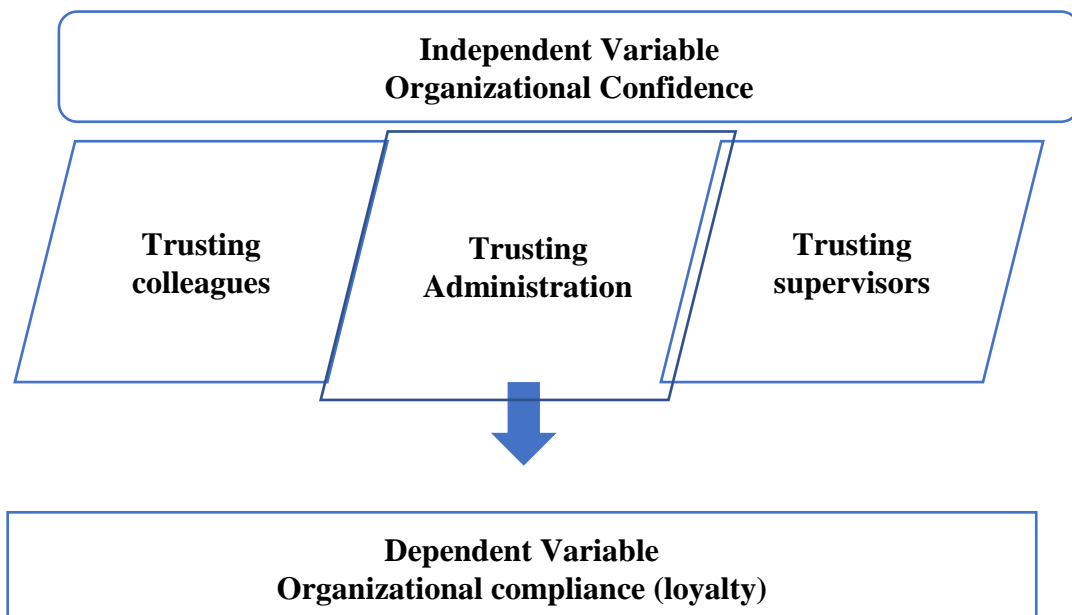 Independent Variable
Organizational Confidence
Trusting
colleagues
Trusting
Administration
Trusting
supervisors
Dependent Variable
Organizational compliance (loyalty)